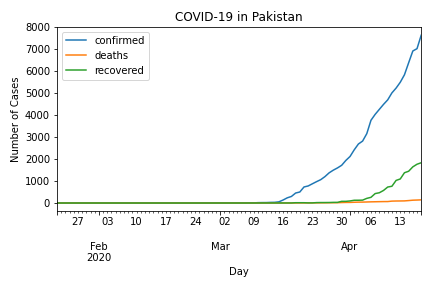 COVID-19 in Pakistan
confirmed
deaths
recovered
Number of Cases
8000
7000
6000
5000
4000
3000
2000
1000
0
27 03 10 17 24 02 09 16 23 30 06 13
Feb Mar Apr
2020
Day